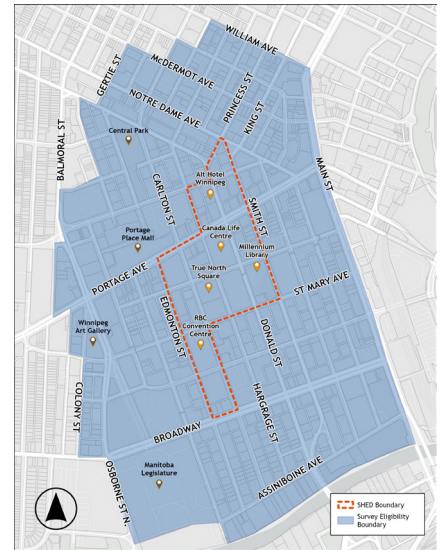 WILLIAM AVE
GERTIE ST
McDERMOT AVE
PRINCESS ST
KING ST
NOTRE DAME AVE
Central Park
BALMORAL ST
MAIN ST
Alt Hotel
Winnipeg
CARLTON ST
SMITH ST
Canada Life
Centre
Portage
Place Mall
Millennium
Library
PORTAGE AVE
True North
Square
ST MARY AVE
EDMONTON ST
RBC
Convention
Centre
Winnipeg
Art Gallery
DONALD ST
COLONY ST
HARGRAGE ST
BROADWAY
OSBORNE ST N.
Manitoba
Legislature
ASSINIBOINE AVE
SHED Boundary
Survey Eligibility
Boundary